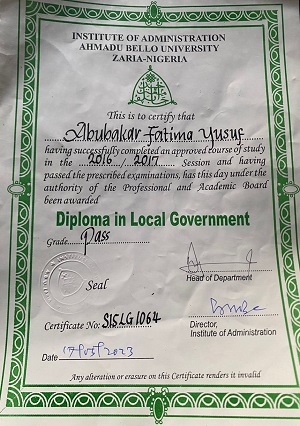 INSTITUTE OF ADMINISTRATION
AHMADU BELLO UNIVERSITY
ZARIA-NIGERIA
This is to certify that
Abubakar Fatima Yusuf
having successfully completed an approved course of study
in the 2016 / 2017 Session and having
passed the prescribed examinations, has this day under the
authority of the Professional and Academic Board
been awarded
Diploma in Local Government
Grade Pass
Head of Department
Seal
Certificate No: S15LG1064
Director,
Institute of Administration
Date 17/05/2023
Any alteration or erasure on this Certificate renders it invalid